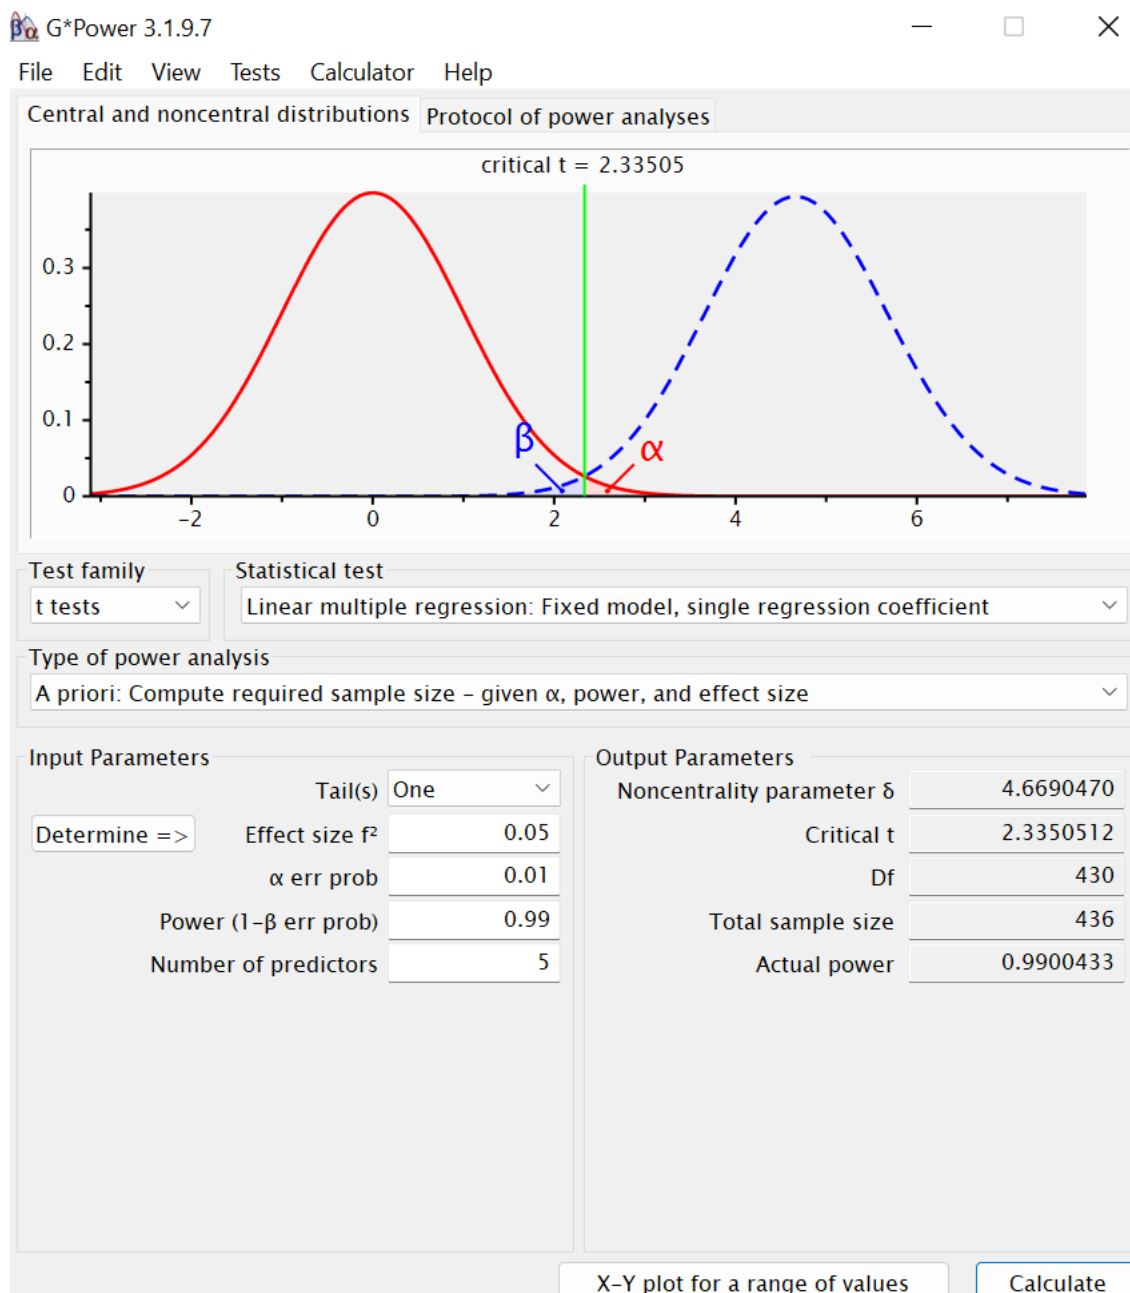 G*Power 3.1.9.7
File Edit View Tests Calculator Help
Central and noncentral distributions Protocol of power analyses
critical t = 2.33505
0.3
0.2
0.1
0
β α
-2 0 2 4 6
Test family Statistical test
t tests Linear multiple regression: Fixed model, single regression coefficient
Type of power analysis
A priori: Compute required sample size – given α, power, and effect size
Input Parameters
Tail(s) One
Determine => Effect size f² 0.05
α err prob 0.01
Power (1-β err prob) 0.99
Number of predictors 5
Output Parameters
Noncentrality parameter δ 4.6690470
Critical t 2.3350512
Df 430
Total sample size 436
Actual power 0.9900433
X-Y plot for a range of values Calculate